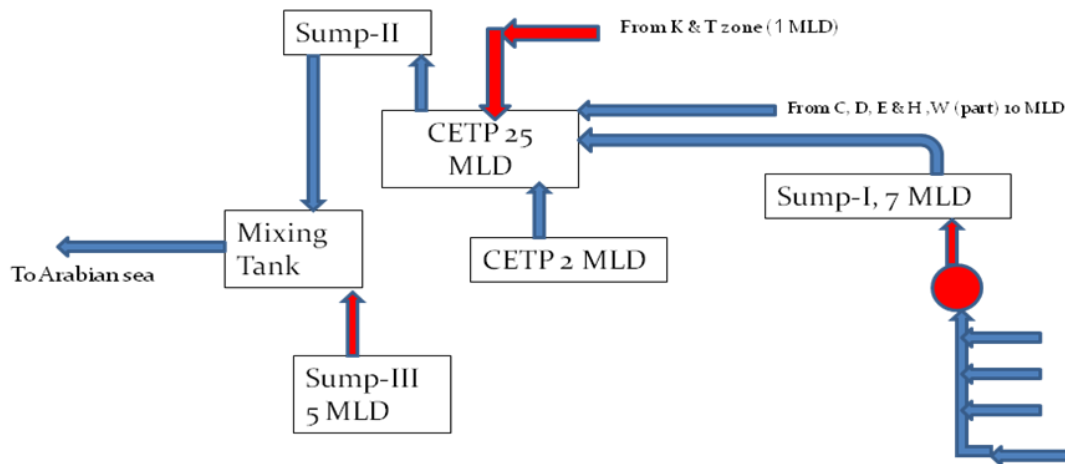 Sump-II
From K & T zone (1 MLD)
From C, D, E & H ,W (part) 10 MLD
CETP 25
MLD
Sump-I, 7 MLD
Mixing
Tank
CETP 2 MLD
To Arabian sea
Sump-III
5 MLD